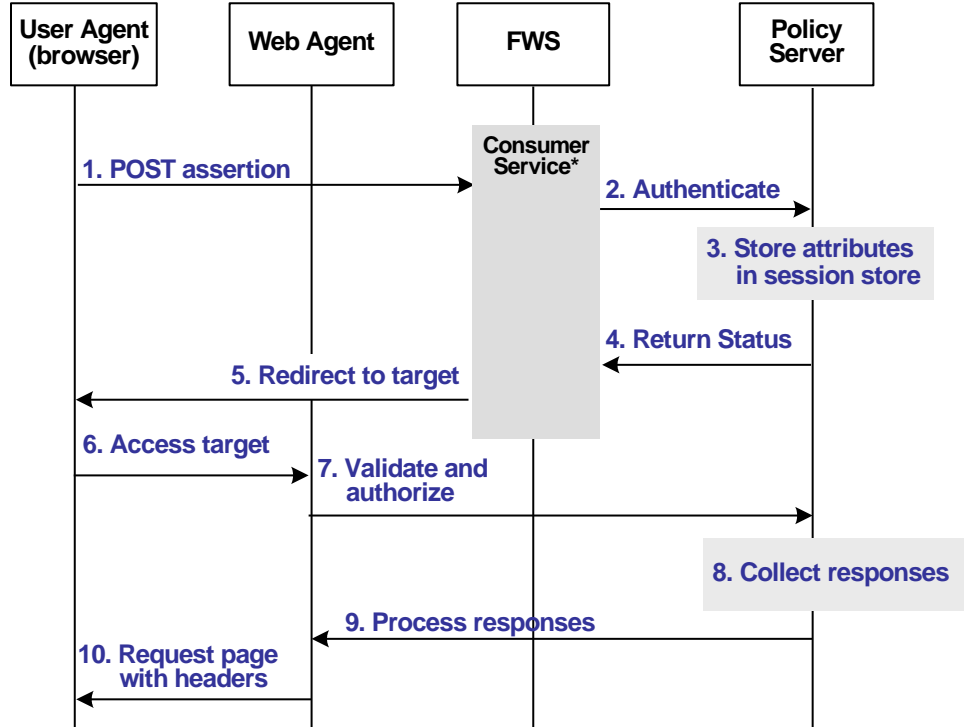 User Agent
(browser)
Web Agent
FWS
Policy
Server
Consumer
Service*
1. POST assertion
2. Authenticate
3. Store attributes
in session store
4. Return Status
5. Redirect to target
6. Access target
7. Validate and
authorize
8. Collect responses
9. Process responses
10. Request page
with headers